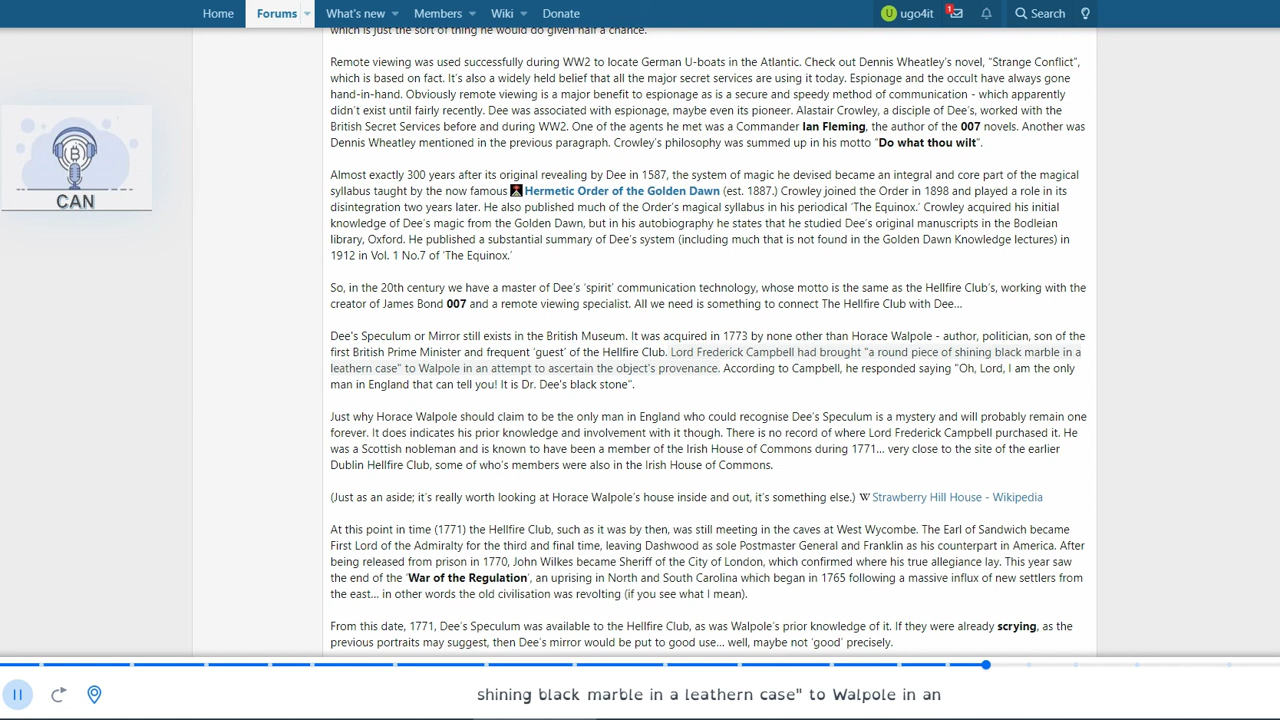 Home Forums What's new Members Wiki Donate ugo4it 1 Search
which is just the sort of thing he would do given half a chance.
Remote viewing was used successfully during WW2 to locate German U-boats in the Atlantic. Check out Dennis Wheatley's novel, “Strange Conflict”,
which is based on fact. It's also a widely held belief that all the major secret services are using it today. Espionage and the occult have always gone
hand-in-hand. Obviously remote viewing is a major benefit to espionage as is a secure and speedy method of communication - which apparently
didn't exist until fairly recently. Dee was associated with espionage, maybe even its pioneer. Alastair Crowley, a disciple of Dee's, worked with the
British Secret Services before and during WW2. One of the agents he met was a Commander Ian Fleming, the author of the 007 novels. Another was
Dennis Wheatley mentioned in the previous paragraph. Crowley's philosophy was summed up in his motto “Do what thou wilt”.
Almost exactly 300 years after its original revealing by Dee in 1587, the system of magic he devised became an integral and core part of the magical
syllabus taught by the now famous Hermetic Order of the Golden Dawn (est. 1887.) Crowley joined the Order in 1898 and played a role in its
disintegration two years later. He also published much of the Order's magical syllabus in his periodical ‘The Equinox.’ Crowley acquired his initial
knowledge of Dee's magic from the Golden Dawn, but in his autobiography he states that he studied Dee's original manuscripts in the Bodleian
library, Oxford. He published a substantial summary of Dee's system (including much that is not found in the Golden Dawn Knowledge lectures) in
1912 in Vol. 1 No.7 of ‘The Equinox.’
CAN
So, in the 20th century we have a master of Dee's ‘spirit’ communication technology, whose motto is the same as the Hellfire Club's, working with the
creator of James Bond 007 and a remote viewing specialist. All we need is something to connect The Hellfire Club with Dee...
Dee's Speculum or Mirror still exists in the British Museum. It was acquired in 1773 by none other than Horace Walpole - author, politician, son of the
first British Prime Minister and frequent ‘guest’ of the Hellfire Club. Lord Frederick Campbell had brought "a round piece of shining black marble in a
leathern case" to Walpole in an attempt to ascertain the object's provenance. According to Campbell, he responded saying “Oh, Lord, I am the only
man in England that can tell you! It is Dr. Dee's black stone”.
Just why Horace Walpole should claim to be the only man in England who could recognise Dee's Speculum is a mystery and will probably remain one
forever. It does indicates his prior knowledge and involvement with it though. There is no record of where Lord Frederick Campbell purchased it. He
was a Scottish nobleman and is known to have been a member of the Irish House of Commons during 1771... very close to the site of the earlier
Dublin Hellfire Club, some of who's members were also in the Irish House of Commons.
(Just as an aside; it's really worth looking at Horace Walpole's house inside and out, it's something else.) W Strawberry Hill House - Wikipedia
At this point in time (1771) the Hellfire Club, such as it was by then, was still meeting in the caves at West Wycombe. The Earl of Sandwich became
First Lord of the Admiralty for the third and final time, leaving Dashwood as sole Postmaster General and Franklin as his counterpart in America. After
being released from prison in 1770, John Wilkes became Sheriff of the City of London, which confirmed where his true allegiance lay. This year saw
the end of the ‘War of the Regulation’, an uprising in North and South Carolina which began in 1765 following a massive influx of new settlers from
the east... in other words the old civilisation was revolting (if you see what I mean).
From this date, 1771, Dee's Speculum was available to the Hellfire Club, as was Walpole's prior knowledge of it. If they were already scrying, as the
previous portraits may suggest, then Dee's mirror would be put to good use... well, maybe not ‘good’ precisely.
shining black marble in a leathern case" to Walpole in an